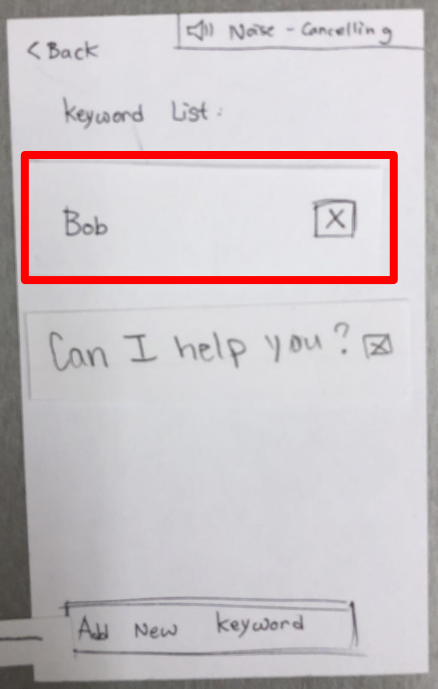 < Back
Noise - Cancelling
Keyword List:
Bob X
Can I help you? X
Add New Keyword